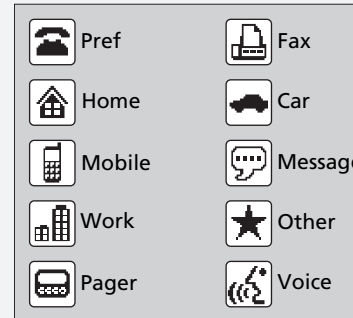 Pref
Fax
Home
Car
Mobile
Message
Work
Other
Pager
Voice